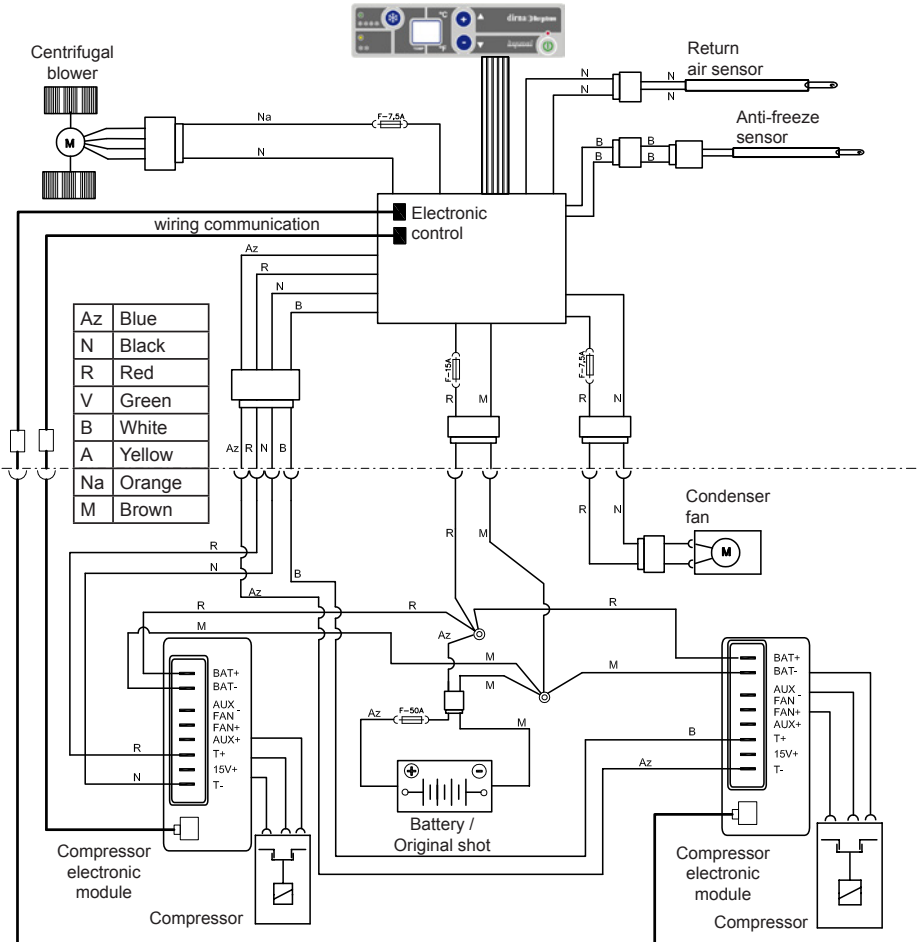 °C
°F
dirna Bergstrom
Centrifugal
blower
M
Na
F-7,5A
N
N
N
N
N
Return
air sensor
B
B
B
B
Anti-freeze
sensor
wiring communication
Electronic
control
Az
R
N
B
Az Blue
N Black
R Red
V Green
B White
A Yellow
Na Orange
M Brown
F-15A
F-7,5A
R
M
R
N
Az
R
N
B
R
M
R
N
Condenser
fan
M
R
N
B
Az
R
R
R
M
Az
M
M
M
BAT+
BAT-
AUX
FAN -
FAN+
AUX+
T+
15V+
T-
R
N
Az
F-50A
M
Battery /
Original shot
B
Az
BAT+
BAT-
AUX -
FAN
FAN+
AUX+
T+
15V+
T-
Compressor
electronic
module
Compressor
Compressor
electronic
module
Compressor